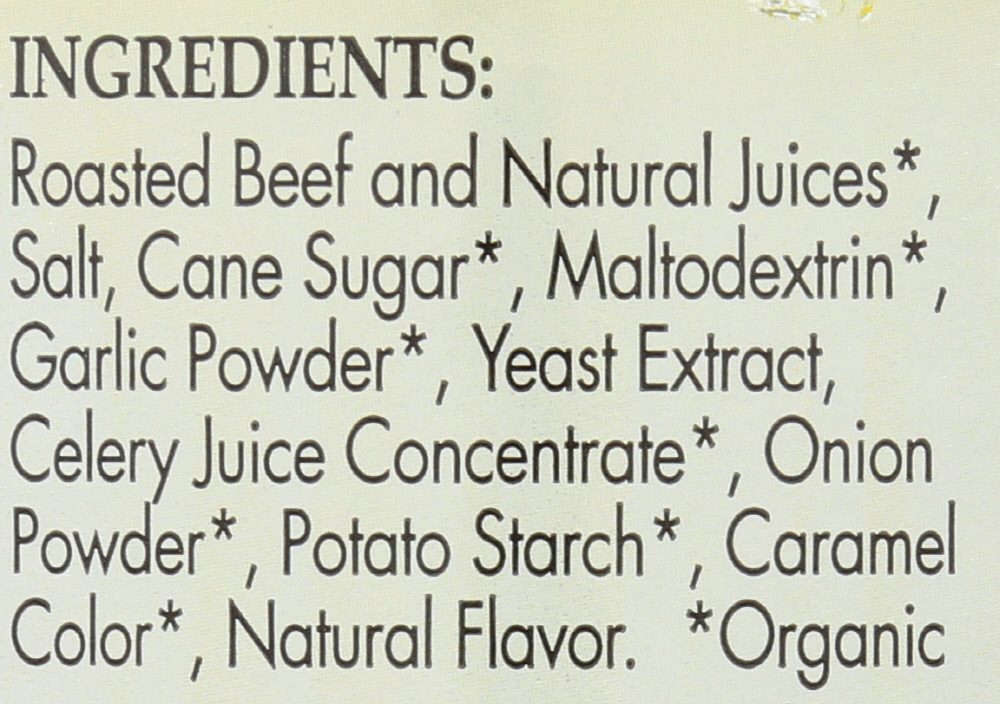 INGREDIENTS:
Roasted Beef and Natural Juices*,
Salt, Cane Sugar*, Maltodextrin*,
Garlic Powder*, Yeast Extract,
Celery Juice Concentrate*, Onion
Powder*, Potato Starch*, Caramel
Color*, Natural Flavor. *Organic